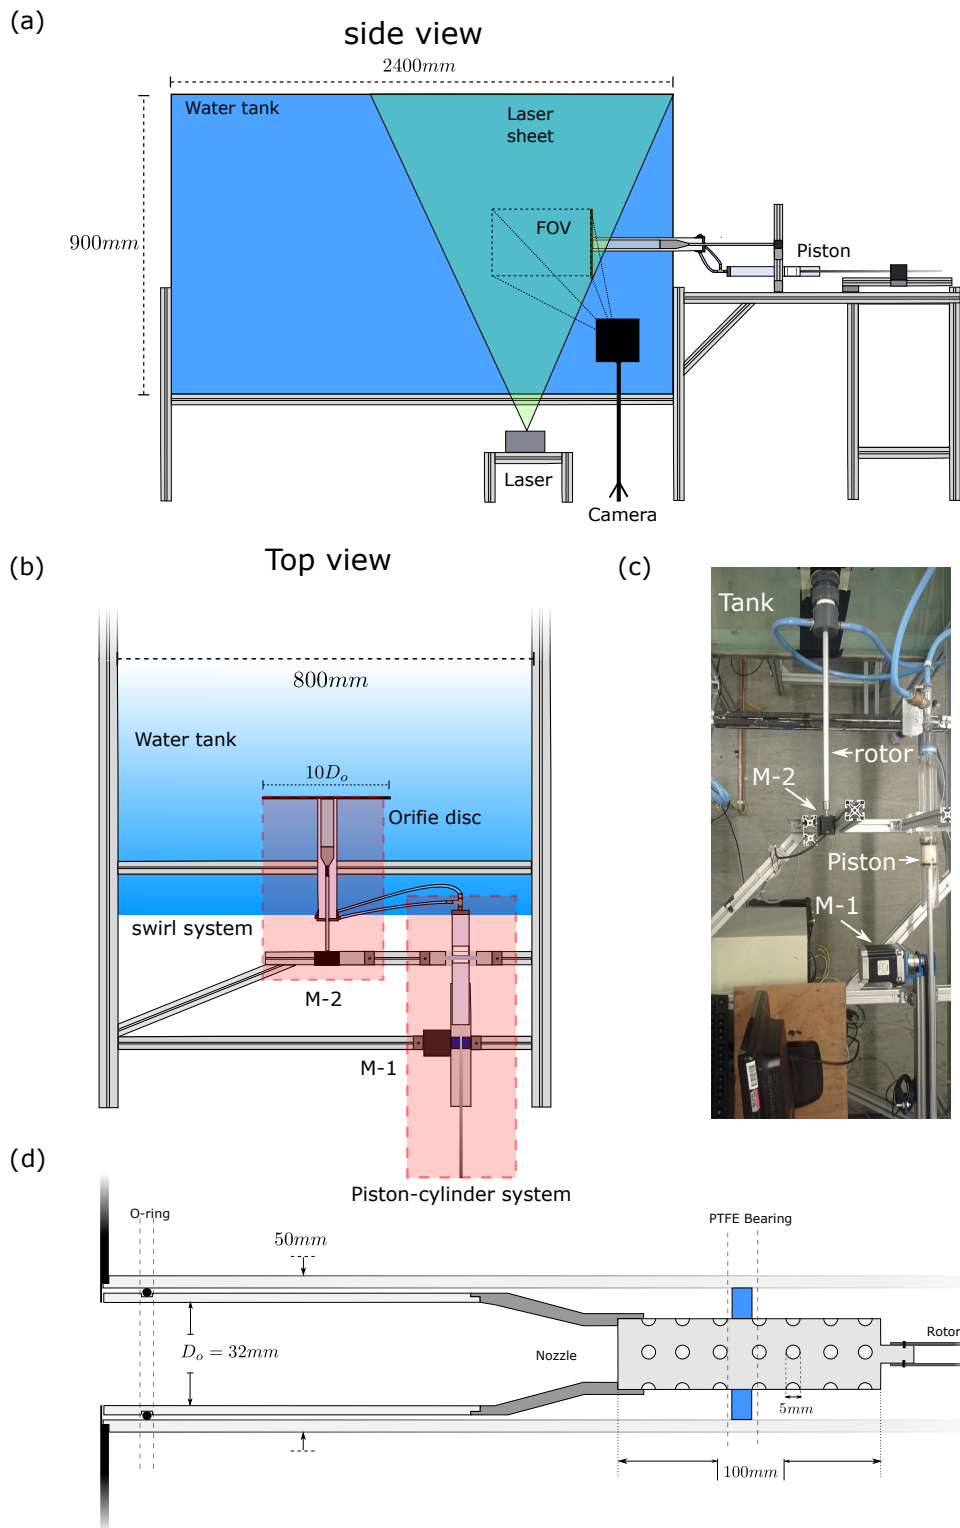 (a)
side view
2400mm
Water tank
Laser
sheet
900mm
FOV
Piston
Laser
Camera
(b)
Top view
(c)
800mm
Water tank
10D_o
Orifie disc
swirl system
M-2
M-1
Piston-cylinder system
Tank
rotor
M-2
Piston
M-1
(d)
O-ring
50mm
PTFE Bearing
D_o = 32mm
Nozzle
Rotor
5mm
100mm